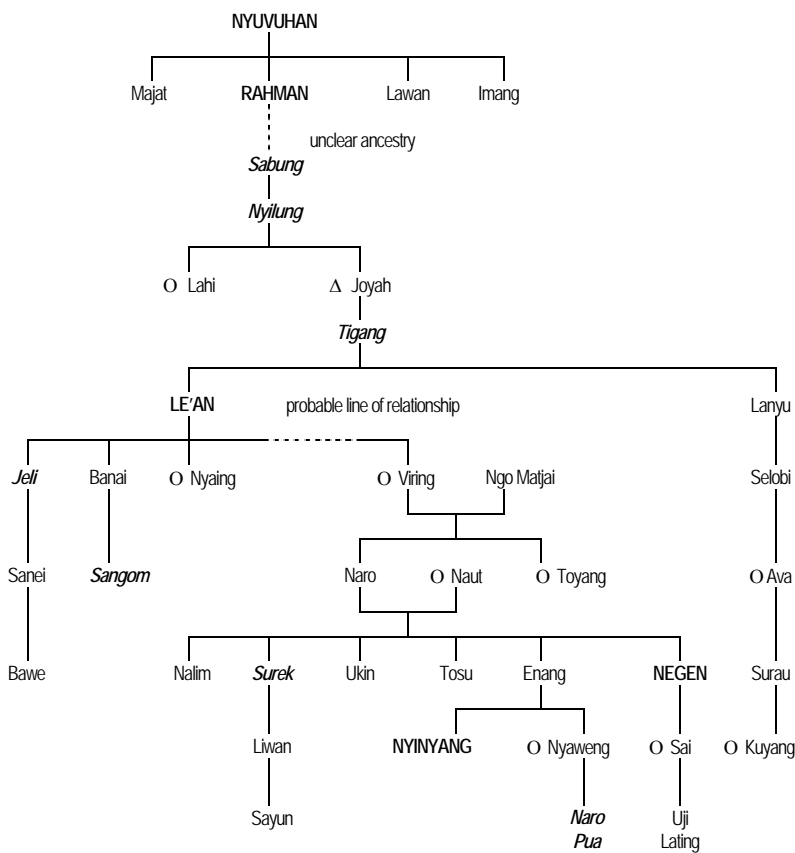 NYUVUHAN
Majat RAHMAN Lawan Imang
unclear ancestry
Sabung
Nyilung
O Lahi Δ Joyah
Tigang
LE'AN probable line of relationship Lanyu
Jeli Banai O Nyaing O Viring Ngo Matjai Selobi
Sanei Sangom Naro O Naut O Toyang O Ava
Bawe Nalim Surek Ukin Tosu Enang NEGEN Surau
Liwan NYINYANG O Nyaweng O Sai O Kuyang
Sayun Naro Uji
Pua Lating